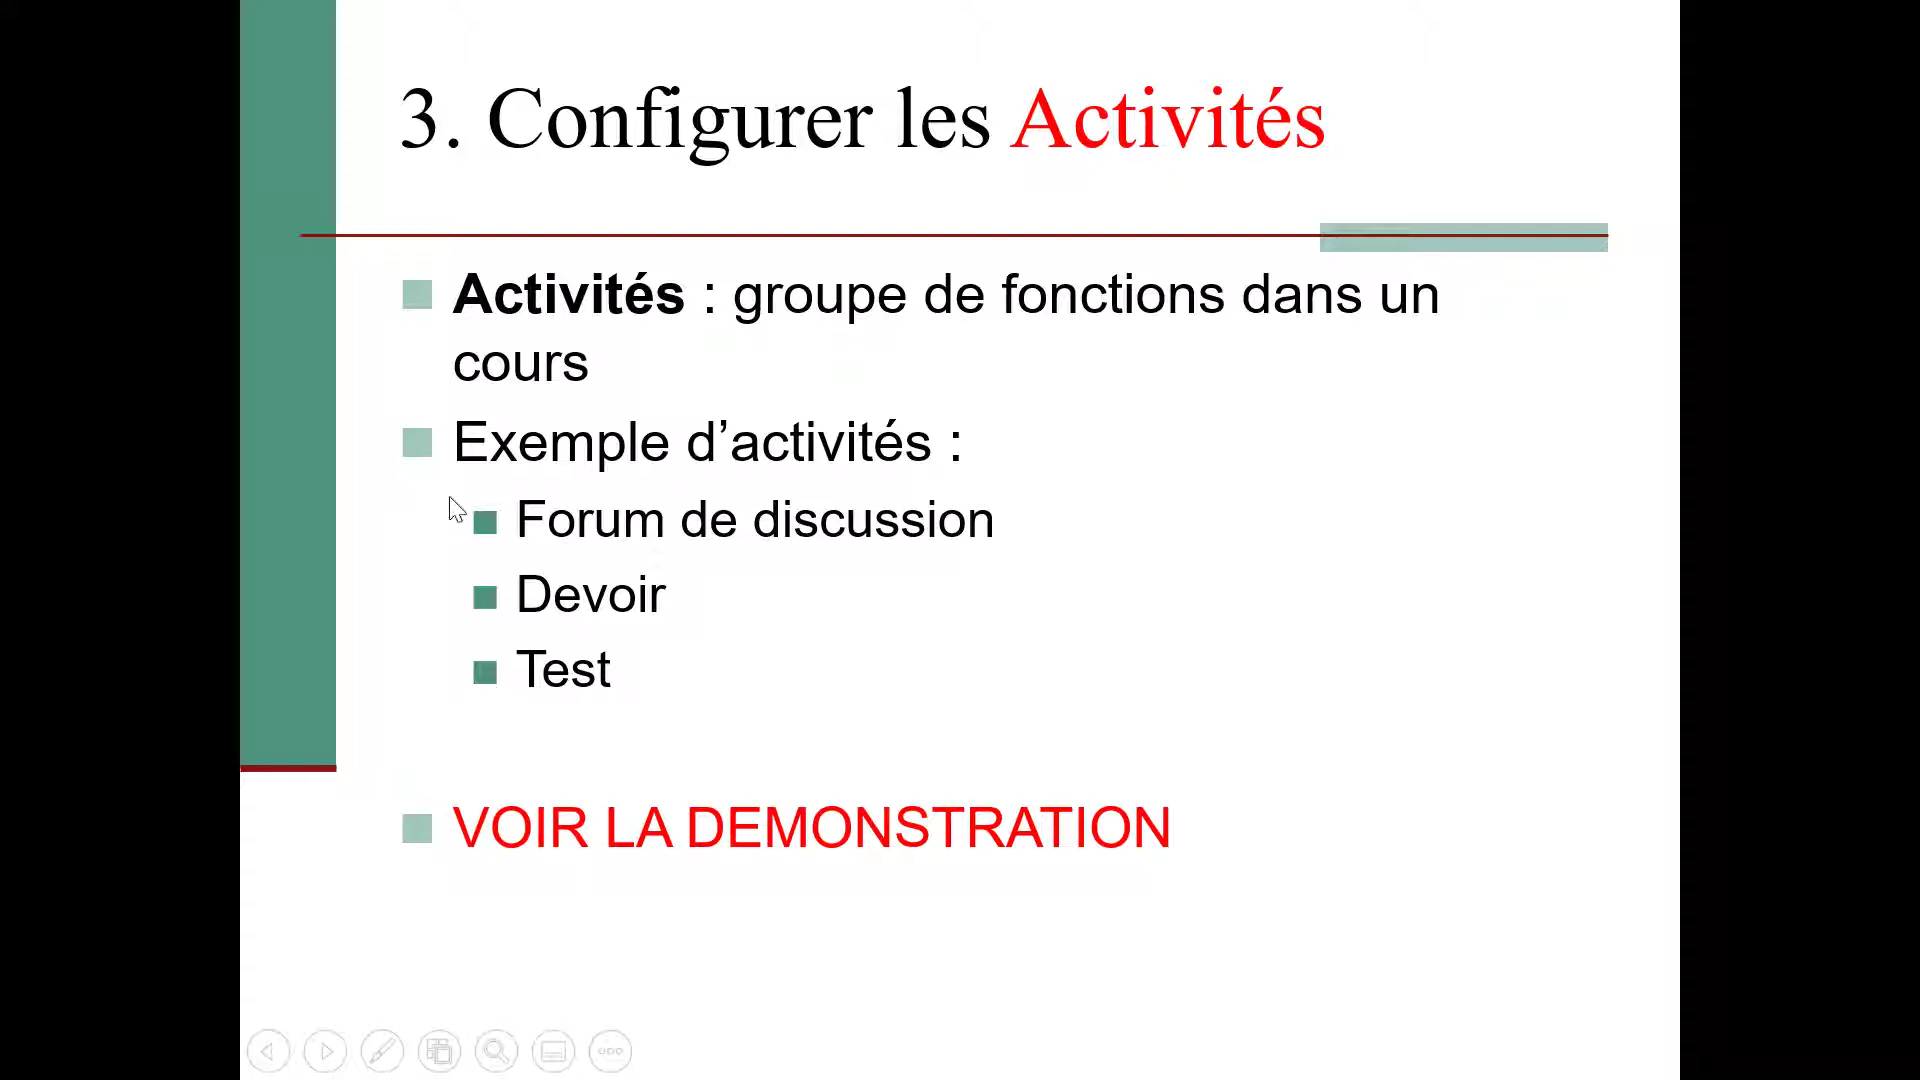 3. Configurer les Activités
Activités : groupe de fonctions dans un
cours
Exemple d’activités :
Forum de discussion
Devoir
Test
VOIR LA DEMONSTRATION